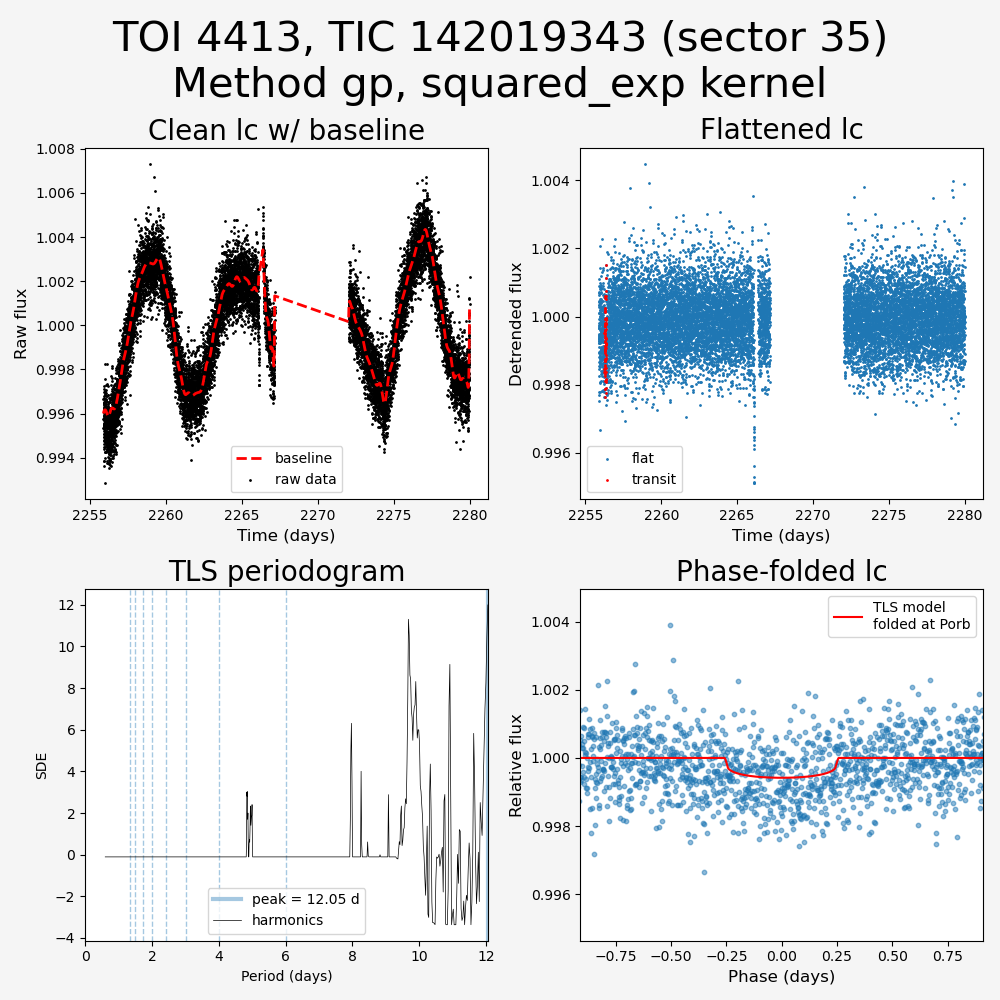 TOI 4413, TIC 142019343 (sector 35)
Method gp, squared_exp kernel
Clean lc w/ baseline
1.008
1.006
1.004
1.002
1.000
0.998
0.996
0.994
Raw flux
baseline
raw data
2255 2260 2265 2270 2275 2280
Time (days)
Flattened lc
1.004
1.002
1.000
0.998
0.996
Detrended flux
flat
transit
2255 2260 2265 2270 2275 2280
Time (days)
TLS periodogram
12
10
8
6
4
2
0
−2
−4
SDE
peak = 12.05 d
harmonics
0 2 4 6 8 10 12
Period (days)
Phase-folded lc
TLS model
folded at Porb
1.004
1.002
1.000
0.998
0.996
Relative flux
−0.75 −0.50 −0.25 0.00 0.25 0.50 0.75
Phase (days)